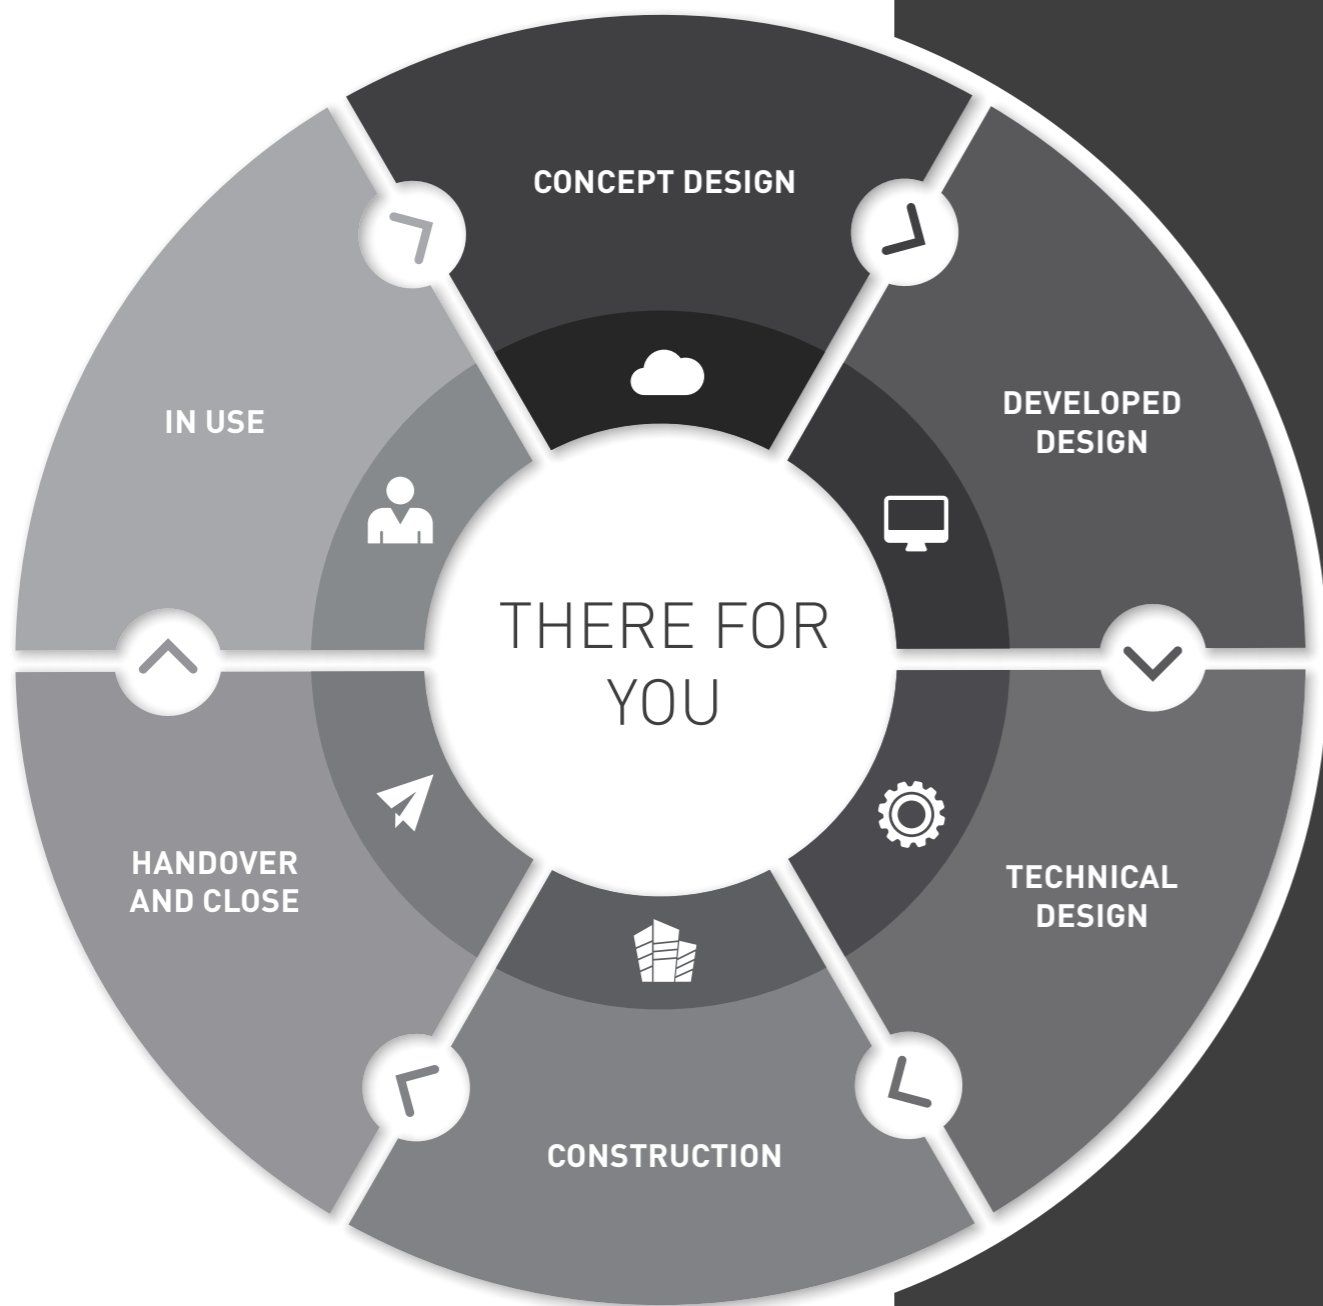 CONCEPT DESIGN
DEVELOPED
DESIGN
TECHNICAL
DESIGN
CONSTRUCTION
HANDOVER
AND CLOSE
IN USE
THERE FOR
YOU